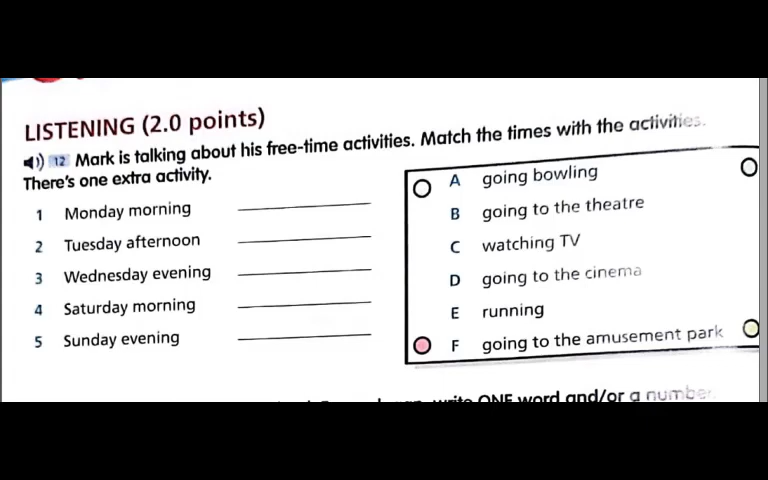 LISTENING (2.0 points)
12 Mark is talking about his free-time activities. Match the times with the activities.
There's one extra activity.
1 Monday morning
2 Tuesday afternoon
3 Wednesday evening
4 Saturday morning
5 Sunday evening
A going bowling
B going to the theatre
C watching TV
D going to the cinema
E running
F going to the amusement park
write ONE word and/or a number